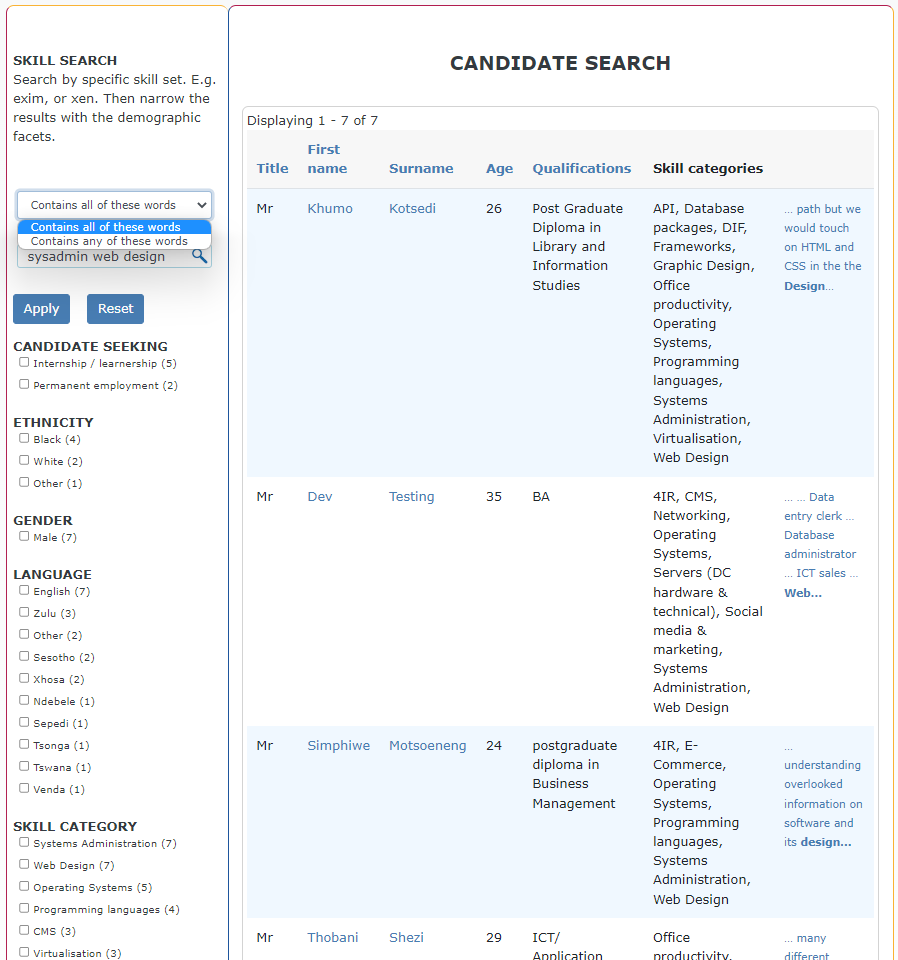 SKILL SEARCH
Search by specific skill set. E.g.
exim, or xen. Then narrow the
results with the demographic
facets.
Contains all of these words
Contains all of these words
Contains any of these words
sysadmin web design
Apply Reset
CANDIDATE SEEKING
Internship / learnership (5)
Permanent employment (2)
ETHNICITY
Black (4)
White (2)
Other (1)
GENDER
Male (7)
LANGUAGE
English (7)
Zulu (3)
Other (2)
Sesotho (2)
Xhosa (2)
Ndebele (1)
Sepedi (1)
Tsonga (1)
Tswana (1)
Venda (1)
SKILL CATEGORY
Systems Administration (7)
Web Design (7)
Operating Systems (5)
Programming languages (4)
CMS (3)
Virtualisation (3)
CANDIDATE SEARCH
Displaying 1 - 7 of 7
Title First name Surname Age Qualifications Skill categories
Mr Khumo Kotsedi 26
Post Graduate
Diploma in
Library and
Information
Studies
API, Database
packages, DIF,
Frameworks,
Graphic Design,
Office
productivity,
Operating
Systems,
Programming
languages,
Systems
Administration,
Virtualisation,
Web Design
... path but we
would touch
on HTML and
CSS in the the
Design...
Mr Dev Testing 35 BA
4IR, CMS,
Networking,
Operating
Systems,
Servers (DC
hardware &
technical), Social
media &
marketing,
Systems
Administration,
Web Design
... ... Data
entry clerk ...
Database
administrator
... ICT sales ...
Web...
Mr Simphiwe Motsoeneng 24
postgraduate
diploma in
Business
Management
4IR, E-
Commerce,
Operating
Systems,
Programming
languages,
Systems
Administration,
Web Design
...
understanding
overlooked
information on
software and
its design...
Mr Thobani Shezi 29
ICT/
Application
Office
productivity,
... many
different